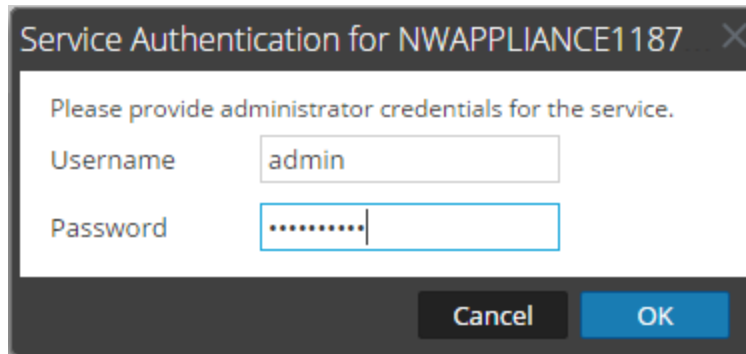 Service Authentication for NWAPPLIANCE1187...
Please provide administrator credentials for the service.
Username admin
Password ••••••••••
Cancel OK